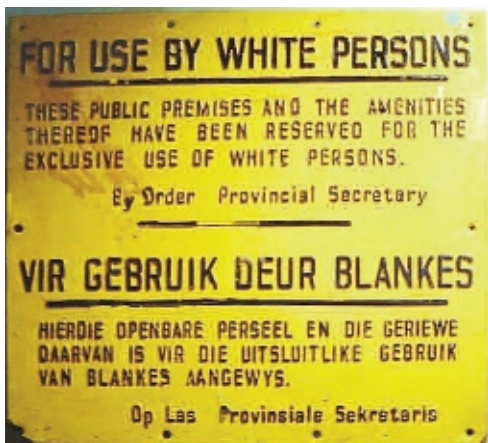 FOR USE BY WHITE PERSONS
THESE PUBLIC PREMISES AND THE AMENITIES
THEREOF HAVE BEEN RESERVED FOR THE
EXCLUSIVE USE OF WHITE PERSONS.
By Order Provincial Secretary
VIR GEBRUIK DEUR BLANKES
HIERDIE OPENBARE PERSEEL EN DIE GERIEWE
DAARVAN IS VIR DIE UITSLUITLIKE GEBRUIK
VAN BLANKES AANGEWYS.
Op Las Provinsiale Sekretaris